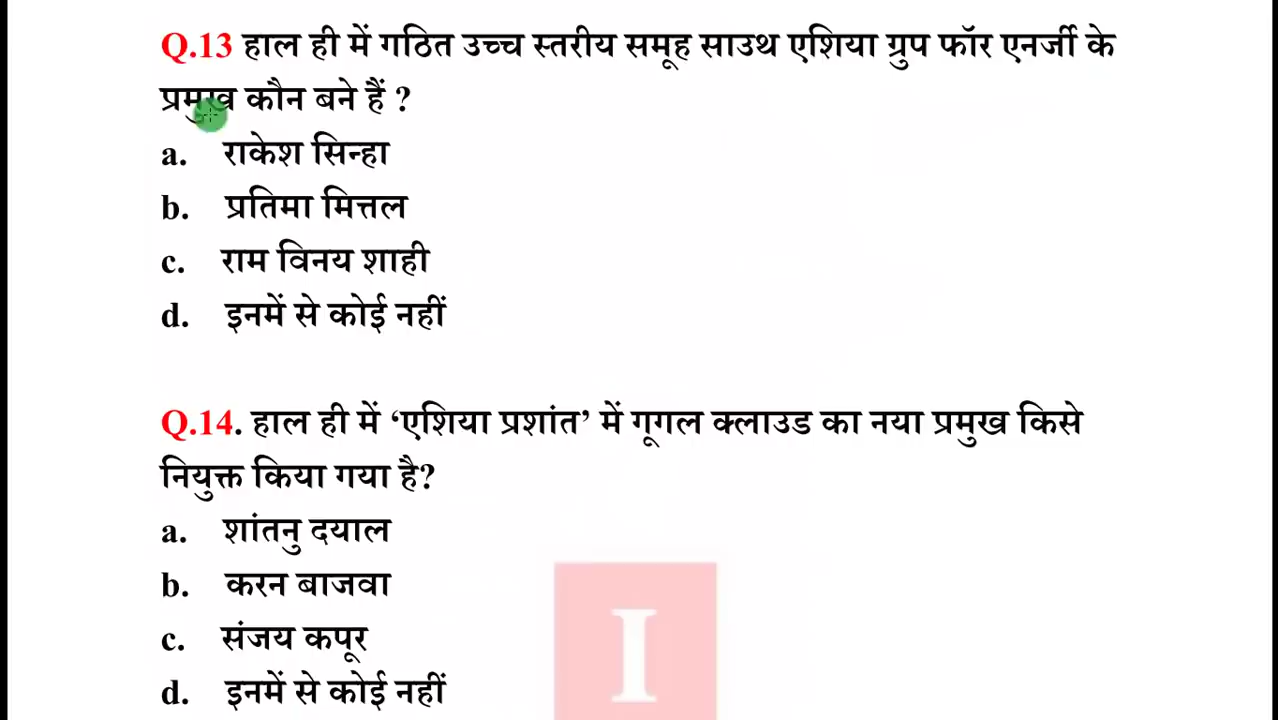 Q.13 हाल ही में गठित उच्च स्तरीय समूह साउथ एशिया ग्रुप फॉर एनर्जी के
प्रमुख कौन बने हैं ?
a. राकेश सिन्हा
b. प्रतिमा मित्तल
c. राम विनय शाही
d. इनमें से कोई नहीं
Q.14. हाल ही में ‘एशिया प्रशांत’ में गूगल क्लाउड का नया प्रमुख किसे
नियुक्त किया गया है?
a. शांतनु दयाल
b. करन बाजवा
c. संजय कपूर
d. इनमें से कोई नहीं
I